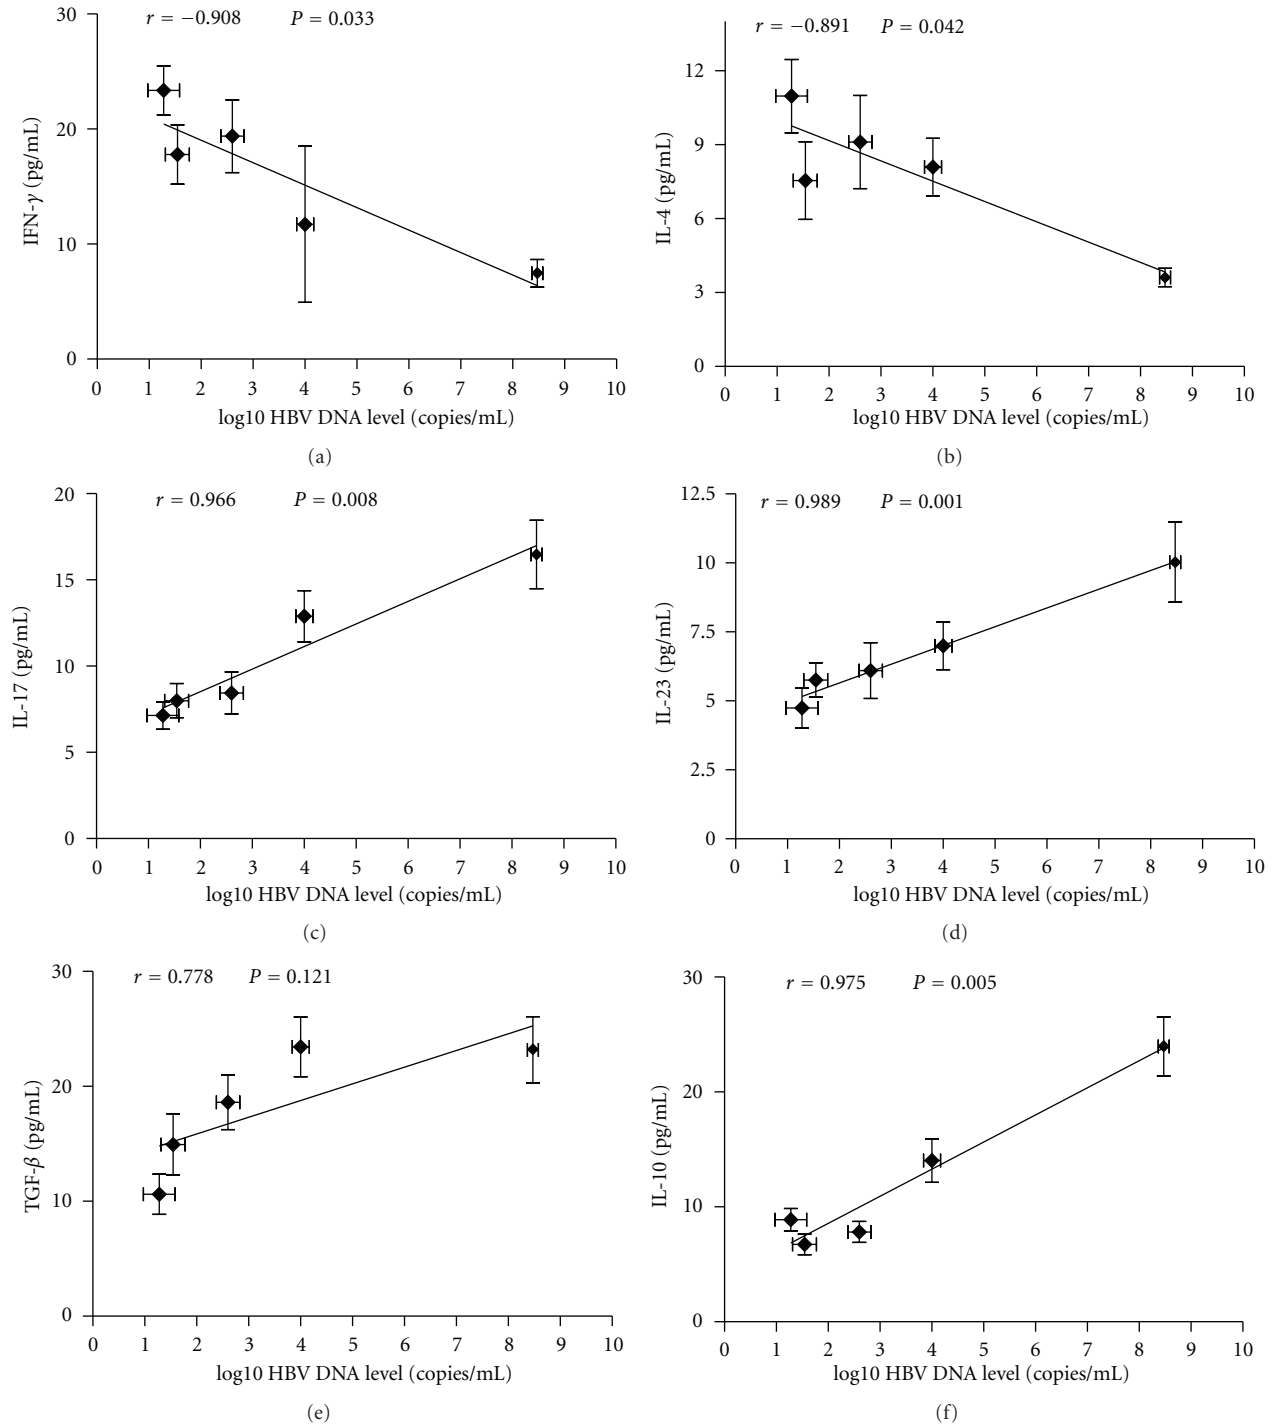 r = −0.908 P = 0.033
30
20
10
0
IFN-γ (pg/mL)
0 1 2 3 4 5 6 7 8 9 10
log10 HBV DNA level (copies/mL)
(a)
r = −0.891 P = 0.042
12
9
6
3
0
IL-4 (pg/mL)
0 1 2 3 4 5 6 7 8 9 10
log10 HBV DNA level (copies/mL)
(b)
r = 0.966 P = 0.008
20
15
10
5
0
IL-17 (pg/mL)
0 1 2 3 4 5 6 7 8 9 10
log10 HBV DNA level (copies/mL)
(c)
r = 0.989 P = 0.001
12.5
10
7.5
5
2.5
0
IL-23 (pg/mL)
0 1 2 3 4 5 6 7 8 9 10
log10 HBV DNA level (copies/mL)
(d)
r = 0.778 P = 0.121
30
20
10
0
TGF-β (pg/mL)
0 1 2 3 4 5 6 7 8 9 10
log10 HBV DNA level (copies/mL)
(e)
r = 0.975 P = 0.005
30
20
10
0
IL-10 (pg/mL)
0 1 2 3 4 5 6 7 8 9 10
log10 HBV DNA level (copies/mL)
(f)